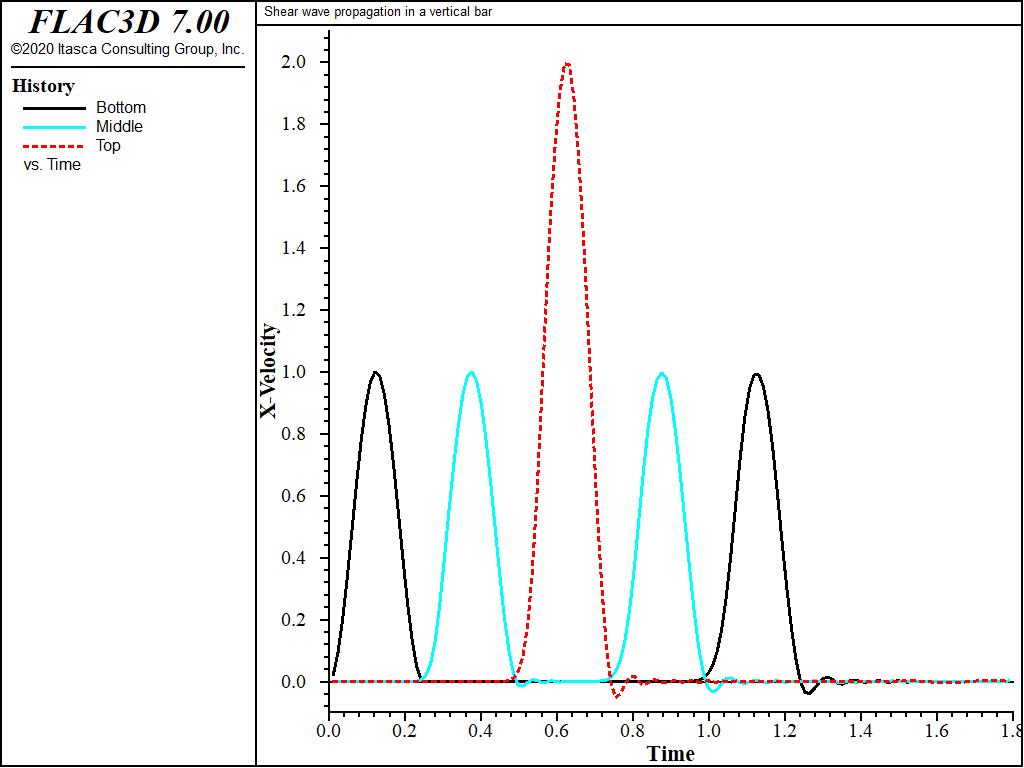 FLAC3D 7.00
©2020 Itasca Consulting Group, Inc.
History
Bottom
Middle
Top
vs. Time
Shear wave propagation in a vertical bar
2.0
1.8
1.6
1.4
1.2
1.0
0.8
0.6
0.4
0.2
0.0
X-Velocity
0.0 0.2 0.4 0.6 0.8 1.0 1.2 1.4 1.6 1.8
Time